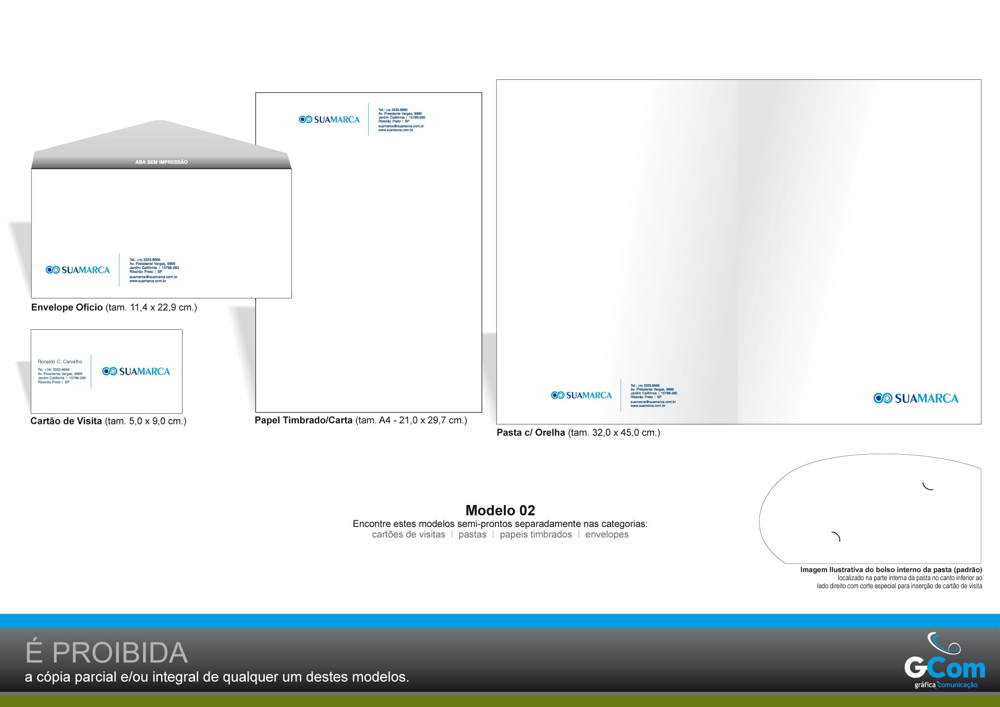 ABA SEM IMPRESSÃO
SUAMARCA
Tel.: (16) 3333.6666
Av. Presidente Vargas, 9999
Jardim Califórnia | 15798-260
Ribeirão Preto | SP
suamarca@suamarca.com.br
www.suamarca.com.br
Envelope Ofício (tam. 11,4 x 22,9 cm.)
Ronaldo C. Carvalho
Tel.: (16) 3333.6666
Av. Presidente Vargas, 9999
Jardim Califórnia | 15798-260
Ribeirão Preto | SP
SUAMARCA
Cartão de Visita (tam. 5,0 x 9,0 cm.)
SUAMARCA
Tel.: (16) 3333.6666
Av. Presidente Vargas, 9999
Jardim Califórnia | 15798-260
Ribeirão Preto | SP
suamarca@suamarca.com.br
www.suamarca.com.br
Papel Timbrado/Carta (tam. A4 - 21,0 x 29,7 cm.)
SUAMARCA
Tel.: (16) 3333.6666
Av. Presidente Vargas, 9999
Jardim Califórnia | 15798-260
Ribeirão Preto | SP
suamarca@suamarca.com.br
www.suamarca.com.br
SUAMARCA
Pasta c/ Orelha (tam. 32,0 x 45,0 cm.)
Modelo 02
Encontre estes modelos semi-prontos separadamente nas categorias:
cartões de visitas | pastas | papeis timbrados | envelopes
Imagem Ilustrativa do bolso interno da pasta (padrão)
localizado na parte interna da pasta no canto inferior ao
lado direito com corte especial para inserção de cartão de visita
É PROIBIDA
a cópia parcial e/ou integral de qualquer um destes modelos.
GCom
gráfica comunicação